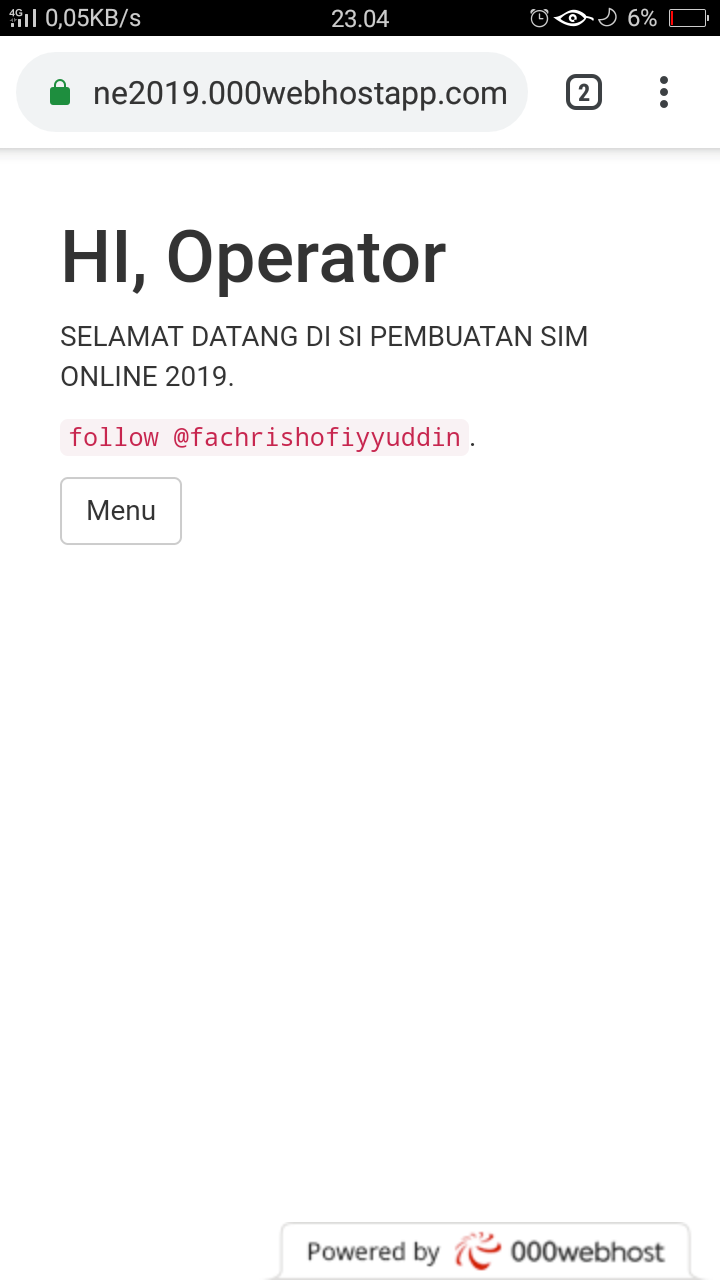 4G 0,05KB/s 23.04 6%
ne2019.000webhostapp.com 2
HI, Operator
SELAMAT DATANG DI SI PEMBUATAN SIM
ONLINE 2019.
follow @fachrishofiyyuddin.
Menu
Powered by 000webhost